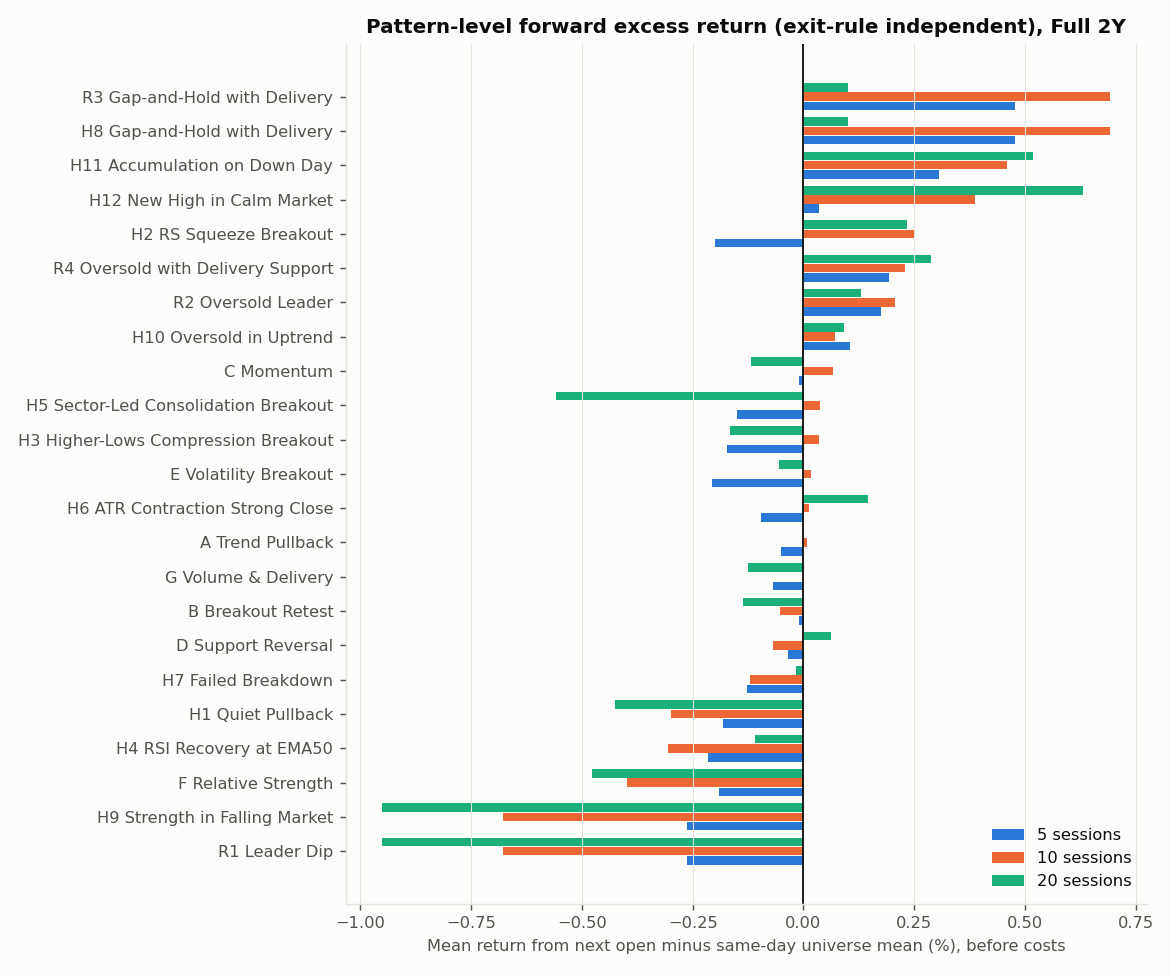 Pattern-level forward excess return (exit-rule independent), Full 2Y
R3 Gap-and-Hold with Delivery
H8 Gap-and-Hold with Delivery
H11 Accumulation on Down Day
H12 New High in Calm Market
H2 RS Squeeze Breakout
R4 Oversold with Delivery Support
R2 Oversold Leader
H10 Oversold in Uptrend
C Momentum
H5 Sector-Led Consolidation Breakout
H3 Higher-Lows Compression Breakout
E Volatility Breakout
H6 ATR Contraction Strong Close
A Trend Pullback
G Volume & Delivery
B Breakout Retest
D Support Reversal
H7 Failed Breakdown
H1 Quiet Pullback
H4 RSI Recovery at EMA50
F Relative Strength
H9 Strength in Falling Market
R1 Leader Dip
5 sessions
10 sessions
20 sessions
−1.00 −0.75 −0.50 −0.25 0.00 0.25 0.50 0.75
Mean return from next open minus same-day universe mean (%), before costs